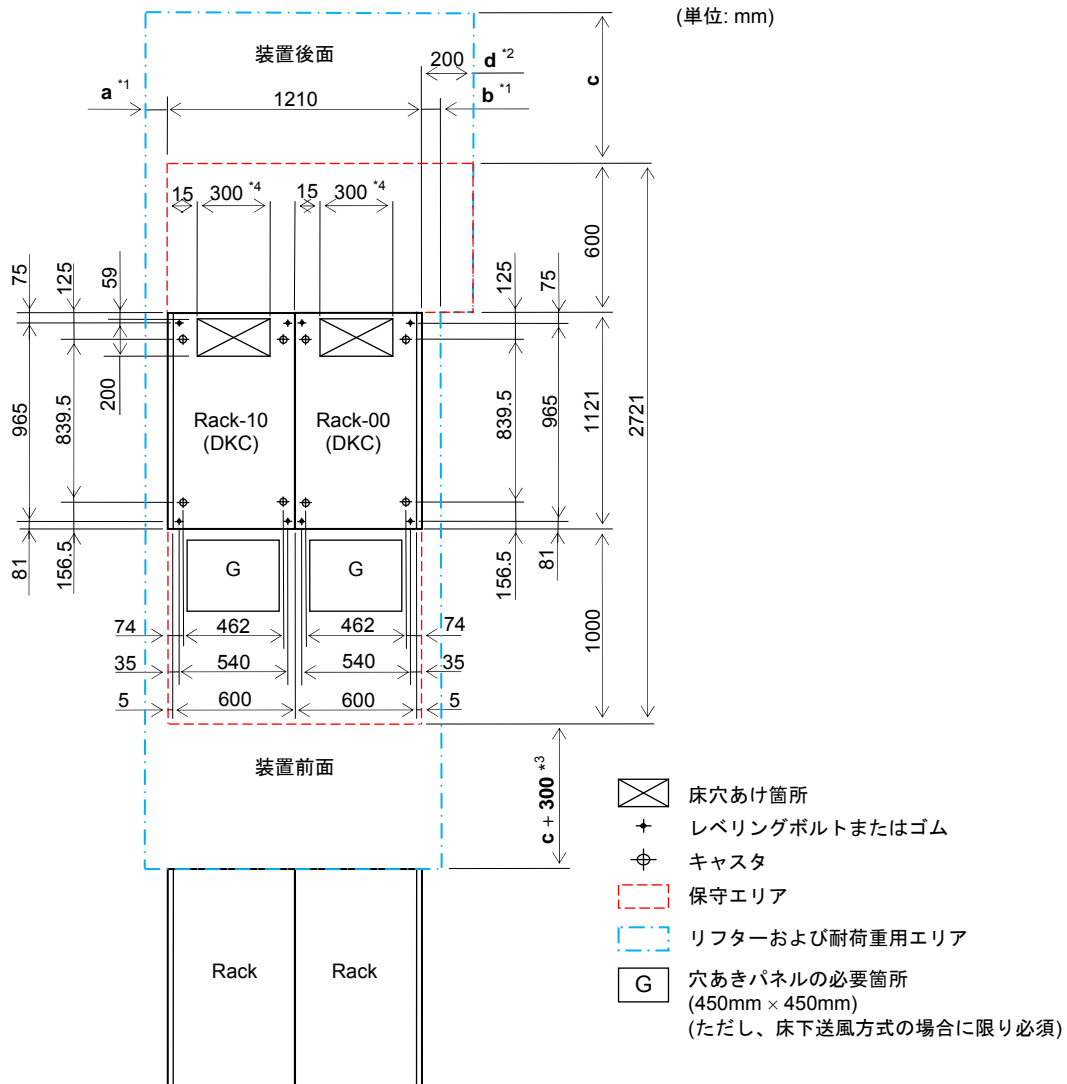 (単位: mm)
装置後面
200 d *2
c
a *1
1210
b *1
15 300 *4 15 300 *4
600
75
125
59
125
75
965
839.5
200
Rack-10
(DKC)
Rack-00
(DKC)
839.5
965
1121
2721
81
156.5
G
G
156.5
81
1000
74 462 462 74
35 540 540 35
5 600 600 5
装置前面
c + 300 *3
床穴あけ箇所
レベリングボルトまたはゴム
キャスタ
保守エリア
リフターおよび耐荷重用エリア
G 穴あきパネルの必要箇所
(450mm × 450mm)
(ただし、床下送風方式の場合に限り必須)
Rack
Rack